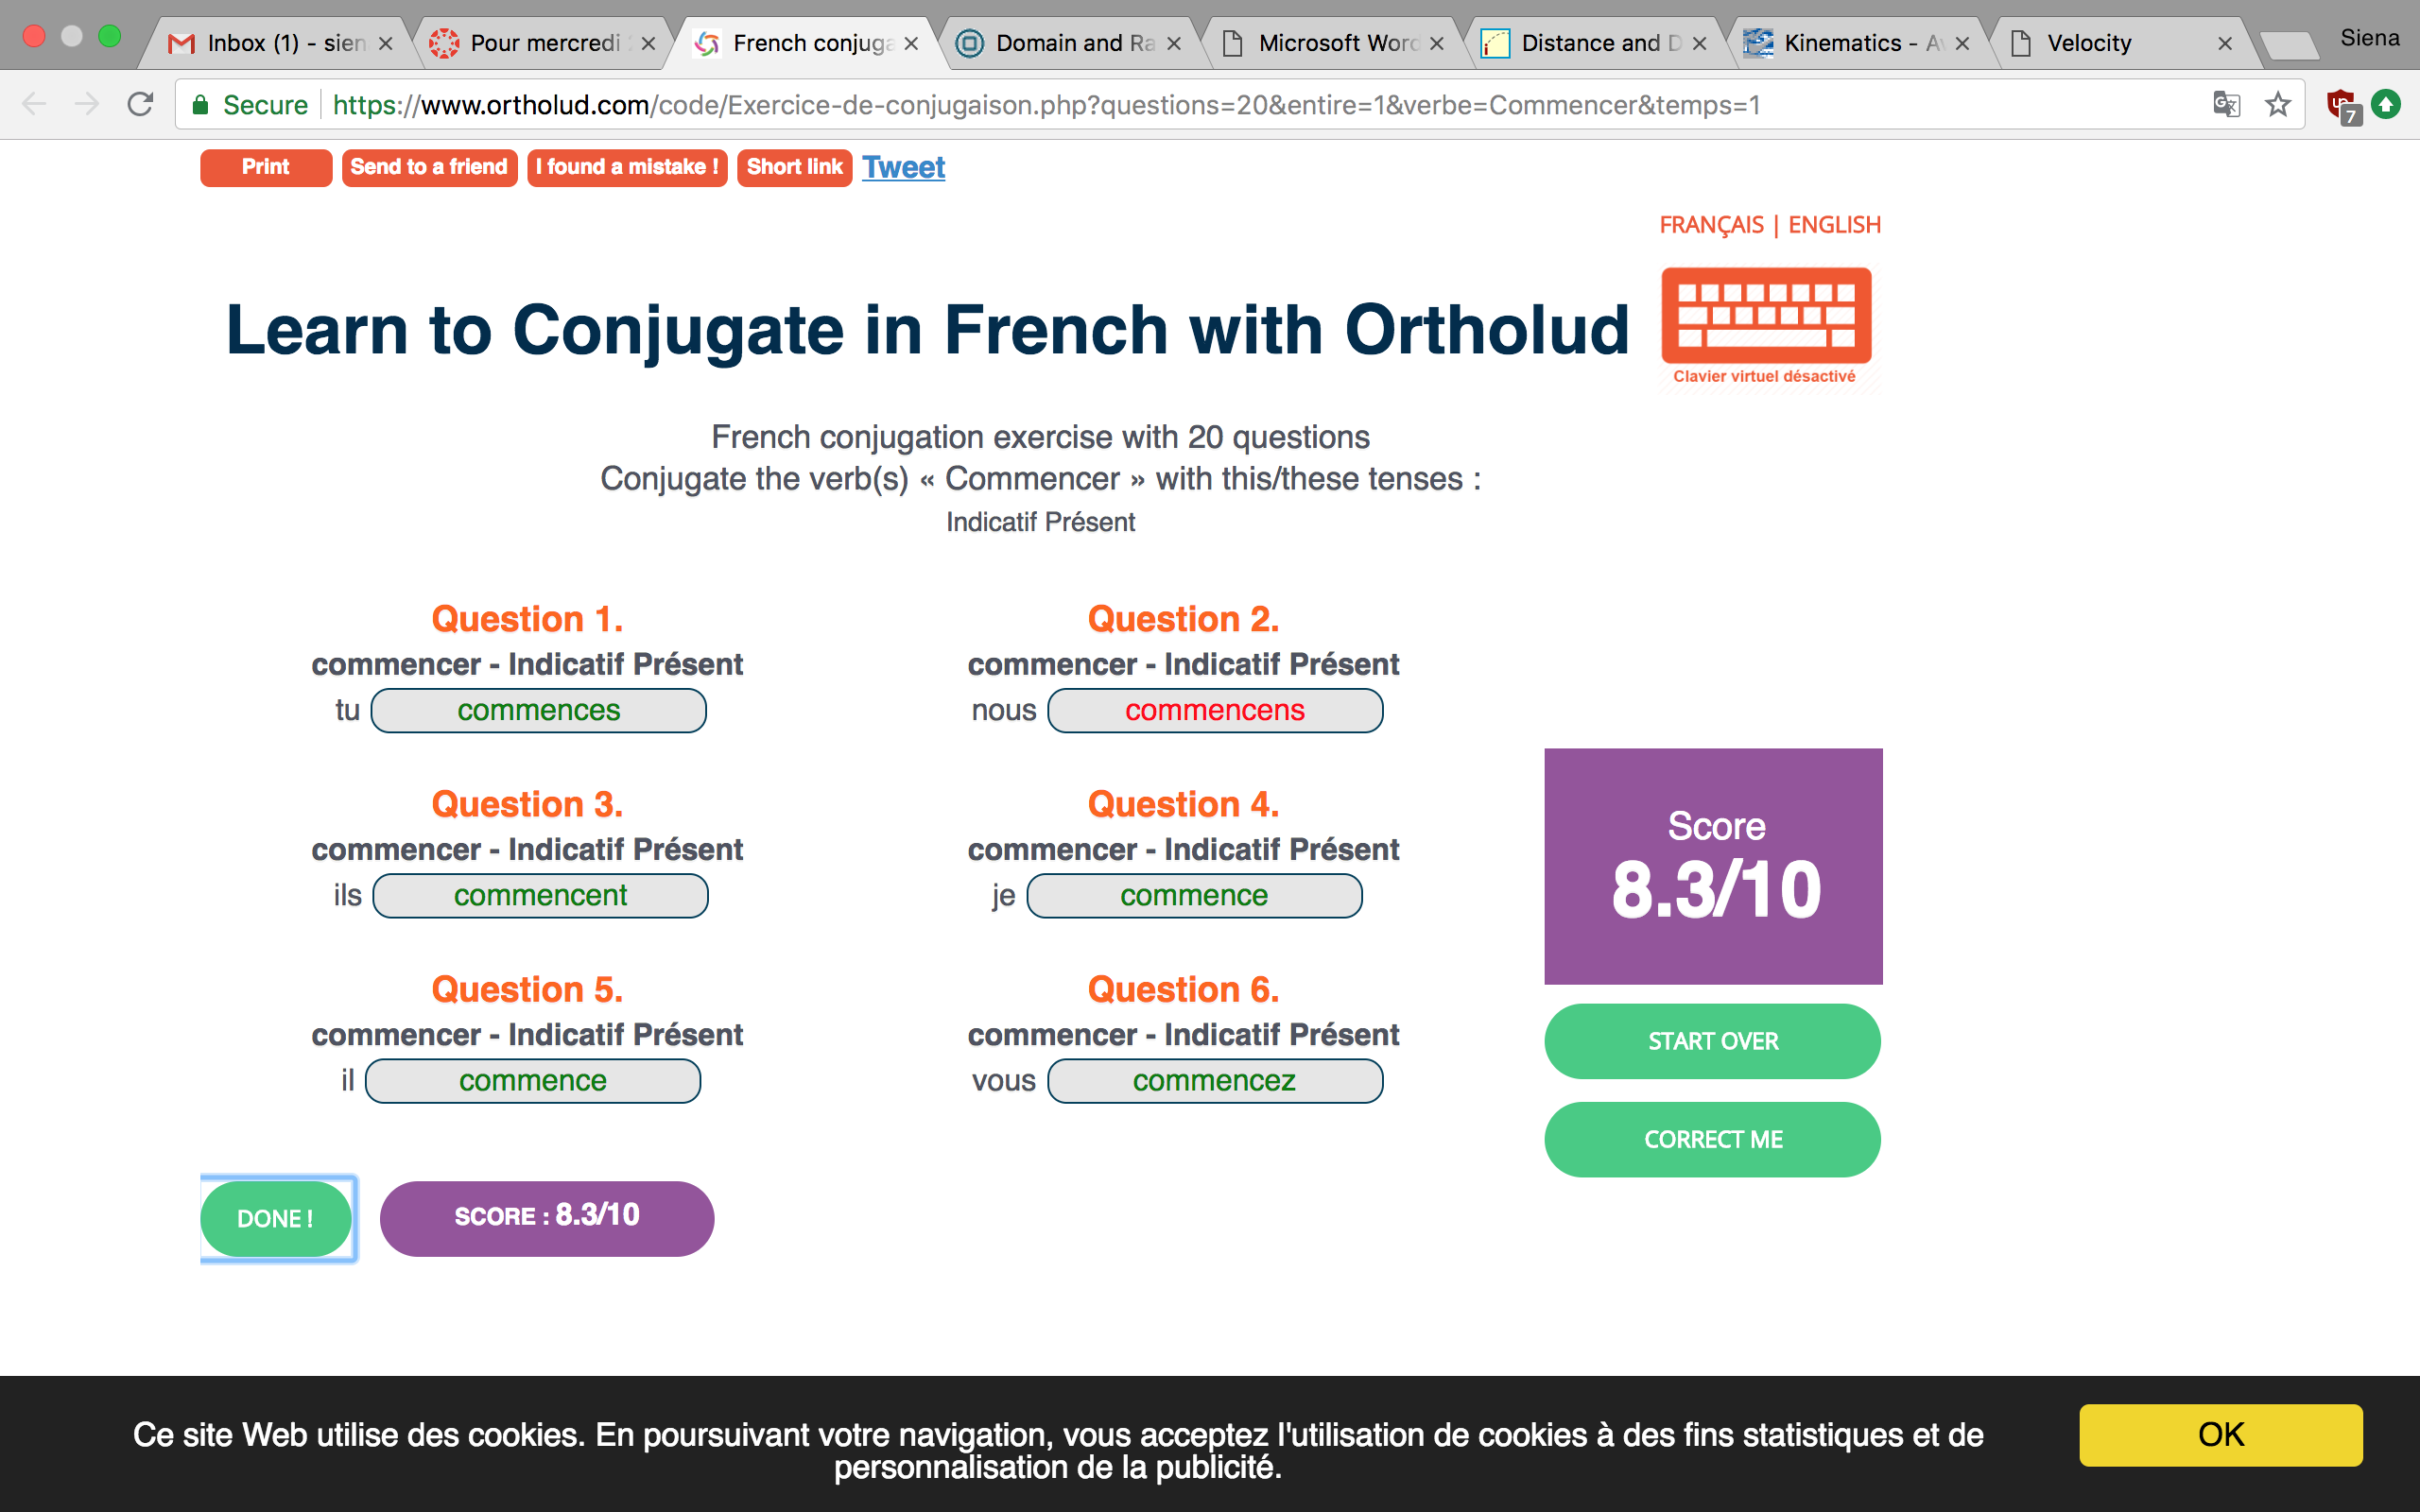 Inbox (1) - sien
Pour mercredi
French conjuga
Domain and Ra
Microsoft Word
Distance and D
Kinematics - A
Velocity
Siena
Secure https://www.ortholud.com/code/Exercice-de-conjugaison.php?questions=20&entire=1&verbe=Commencer&temps=1
7
Print Send to a friend I found a mistake ! Short link Tweet
FRANÇAIS | ENGLISH
Learn to Conjugate in French with Ortholud
Clavier virtuel désactivé
French conjugation exercise with 20 questions
Conjugate the verb(s) « Commencer » with this/these tenses :
Indicatif Présent
Question 1.
commencer - Indicatif Présent
tu commences
Question 2.
commencer - Indicatif Présent
nous commencens
Question 3.
commencer - Indicatif Présent
ils commencent
Question 4.
commencer - Indicatif Présent
je commence
Question 5.
commencer - Indicatif Présent
il commence
Question 6.
commencer - Indicatif Présent
vous commencez
Score
8.3/10
START OVER
CORRECT ME
DONE !
SCORE : 8.3/10
Ce site Web utilise des cookies. En poursuivant votre navigation, vous acceptez l'utilisation de cookies à des fins statistiques et de
personnalisation de la publicité.
OK